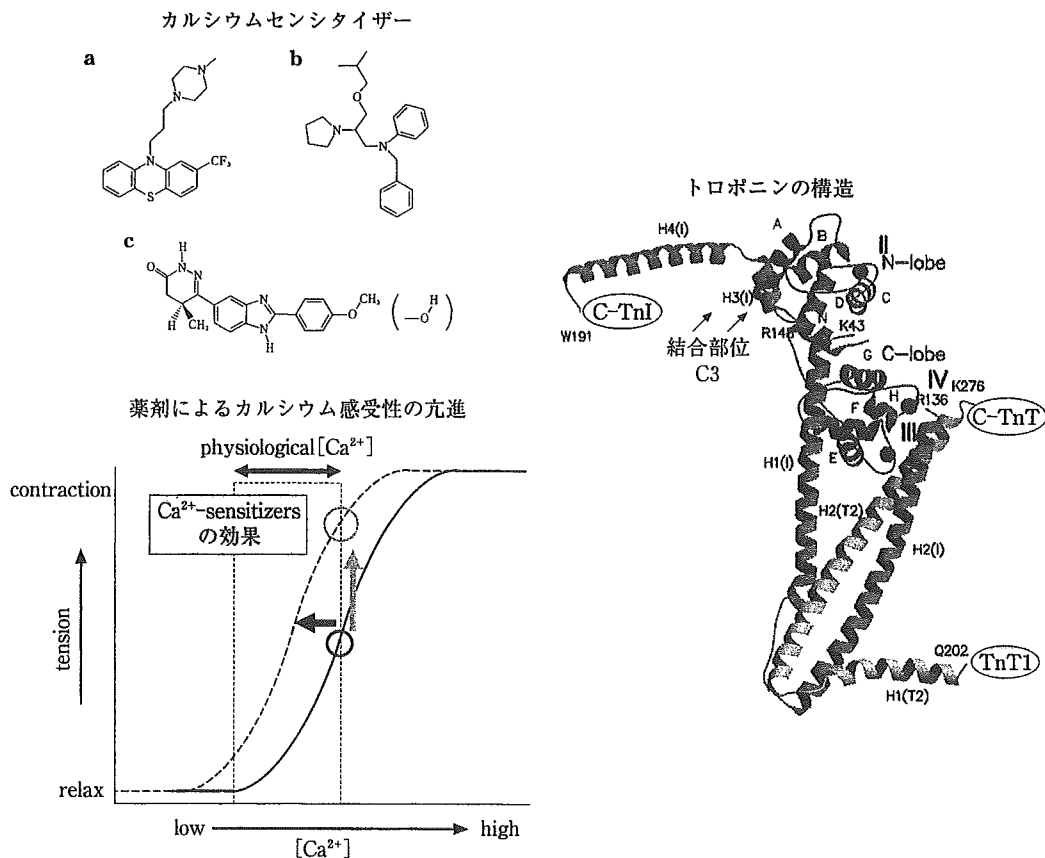 カルシウムセンシタイザー
a
N
N
N
S
CF₃
b
O
N
N
c
H
N
N
O
H
CH₃
N
N
H
O
CH₃
(−O H)
薬剤によるカルシウム感受性の亢進
physiological[Ca²⁺]
contraction
Ca²⁺-sensitizers
の効果
tension
relax
low
high
[Ca²⁺]
トロポニンの構造
A
B
H4(I)
II
N-lobe
D
C
H3(I)
C-TnI
W191
N
R148
K43
結合部位
C3
G
C-lobe
IV
K276
H
R136
F
C-TnT
III
E
H1(I)
H2(T2)
H2(I)
Q202
TnT1
H1(T2)